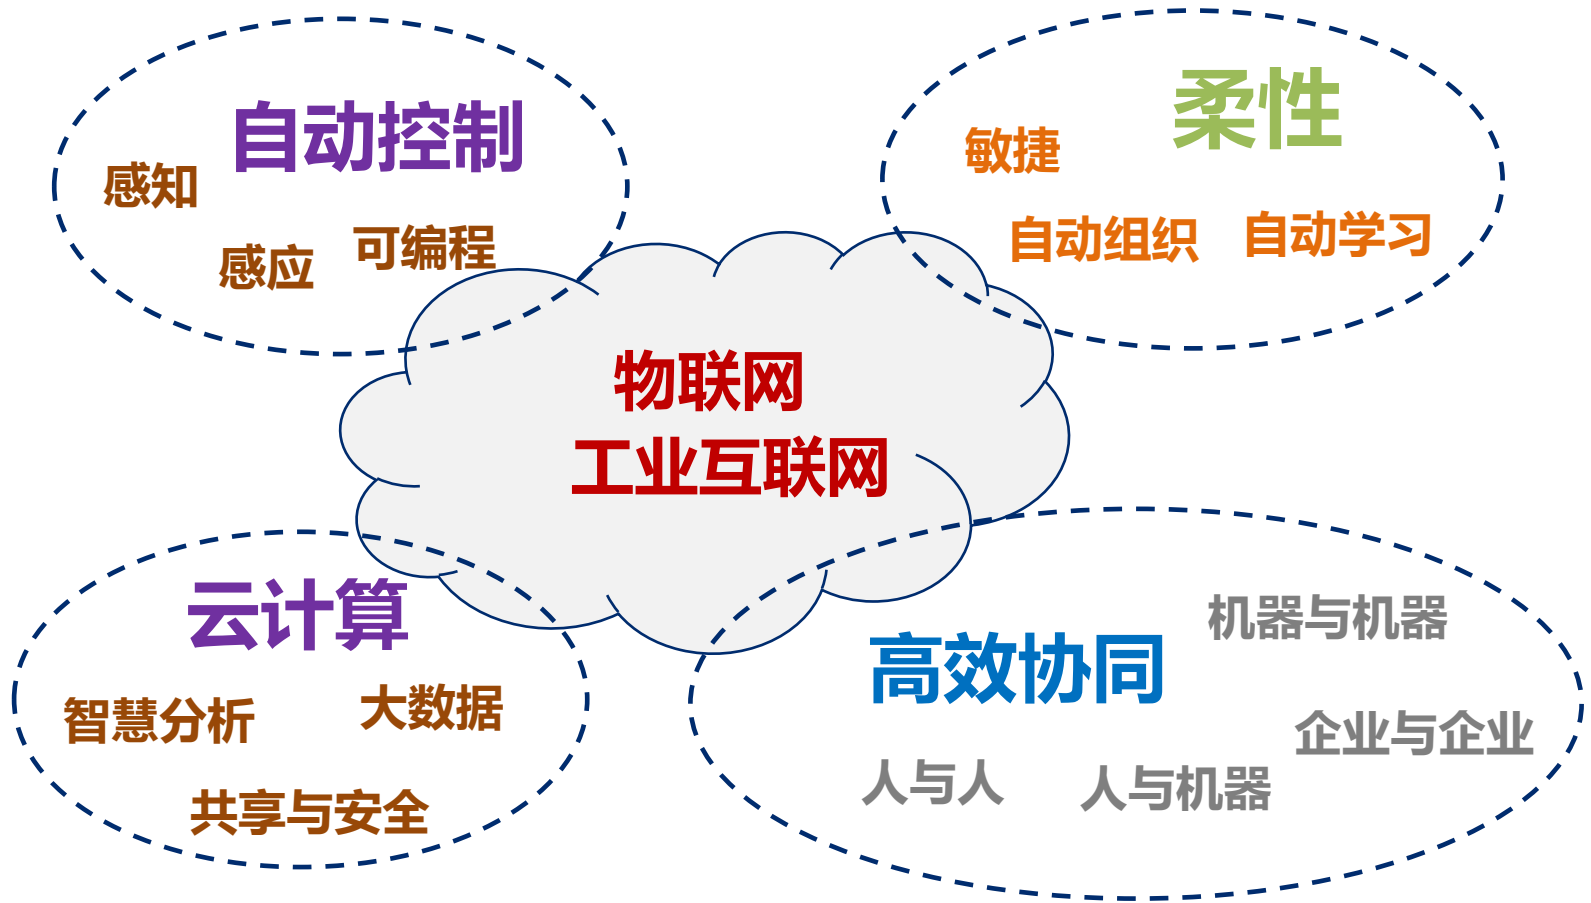 自动控制
感知
感应
可编程
柔性
敏捷
自动组织
自动学习
物联网
工业互联网
云计算
智慧分析
大数据
共享与安全
高效协同
机器与机器
企业与企业
人与人
人与机器